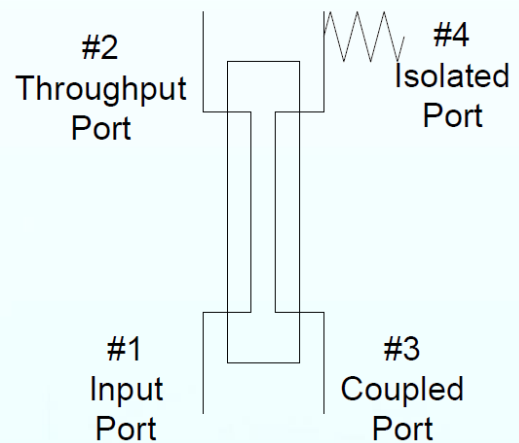 #2
Throughput
Port
#4
Isolated
Port
#1
Input
Port
#3
Coupled
Port